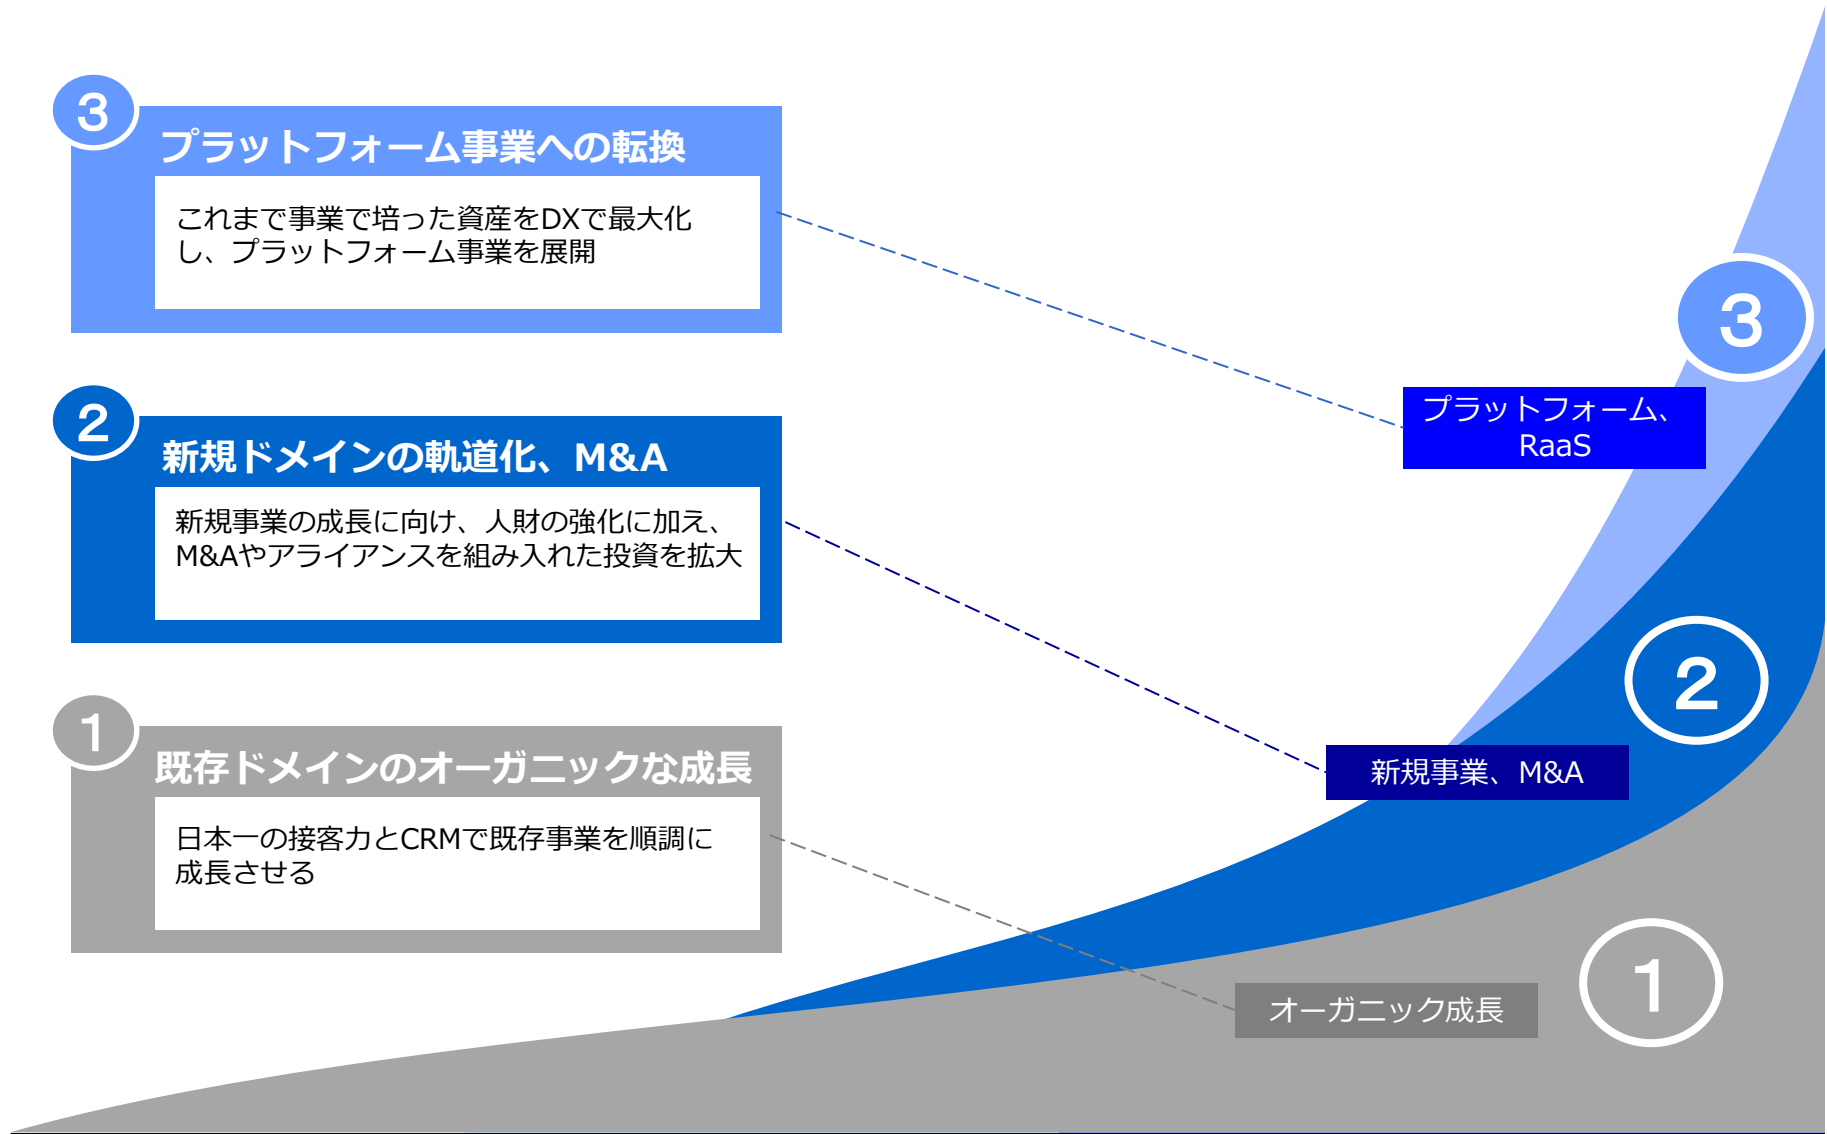 3
プラットフォーム事業への転換
これまで事業で培った資産をDXで最大化
し、プラットフォーム事業を展開
2
新規ドメインの軌道化、M&A
新規事業の成長に向け、人財の強化に加え、
M&Aやアライアンスを組み入れた投資を拡大
1
既存ドメインのオーガニックな成長
日本一の接客力とCRMで既存事業を順調に
成長させる
3
プラットフォーム、
RaaS
2
新規事業、M&A
1
オーガニック成長